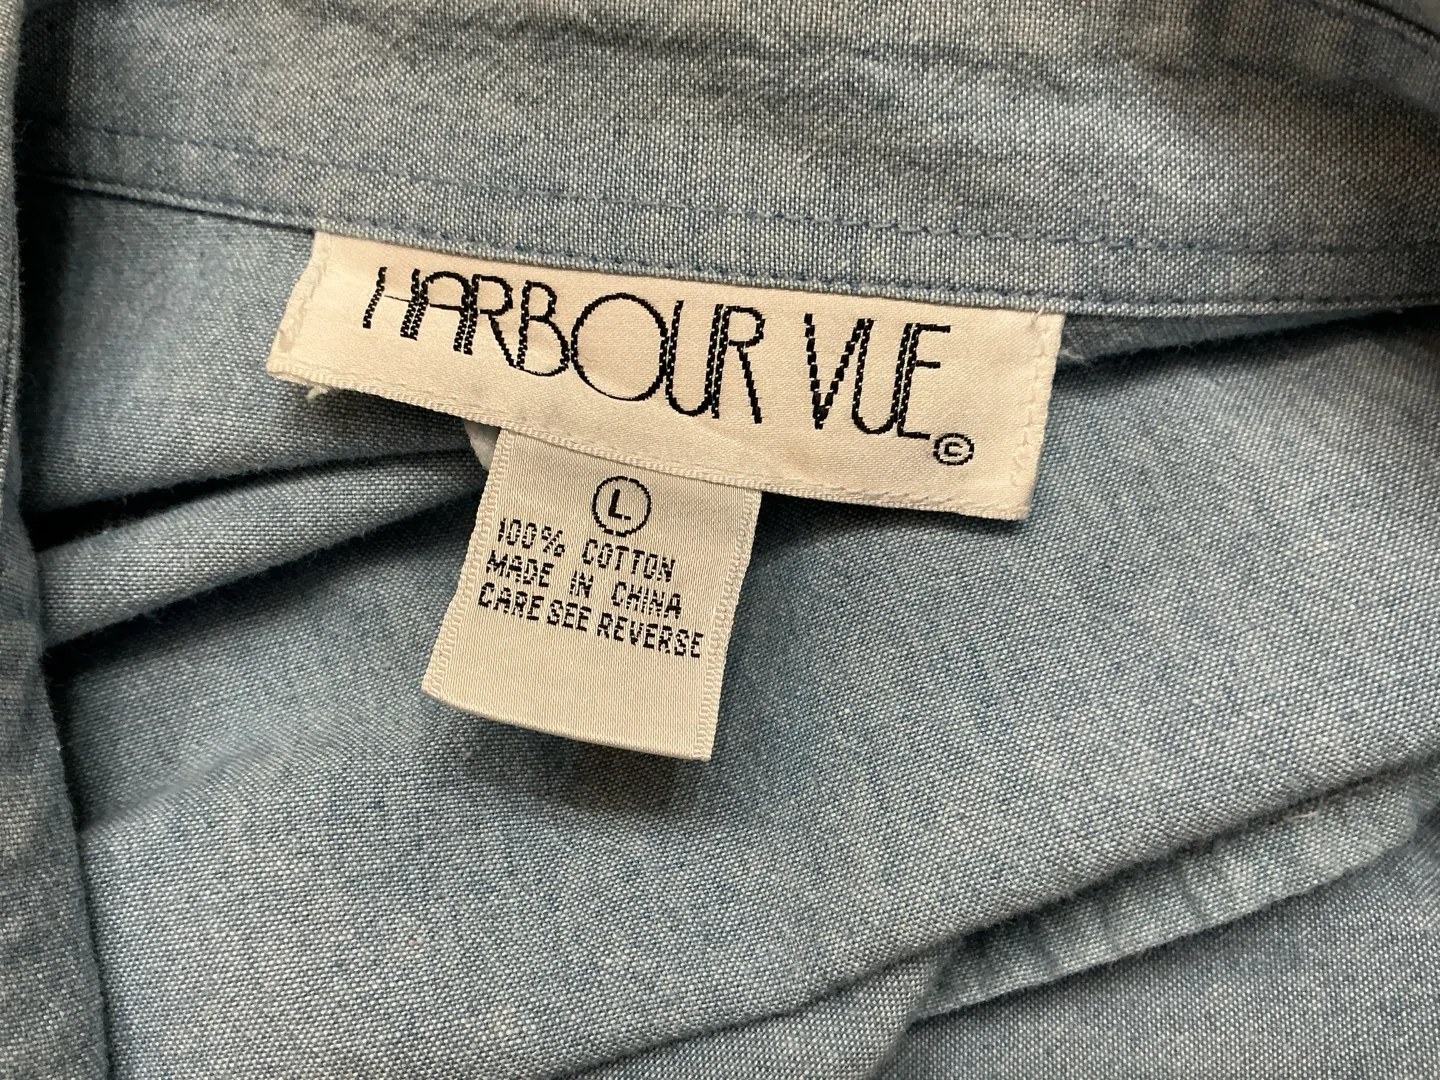 HARBOUR VUE©
L
100% COTTON
MADE IN CHINA
CARE SEE REVERSE